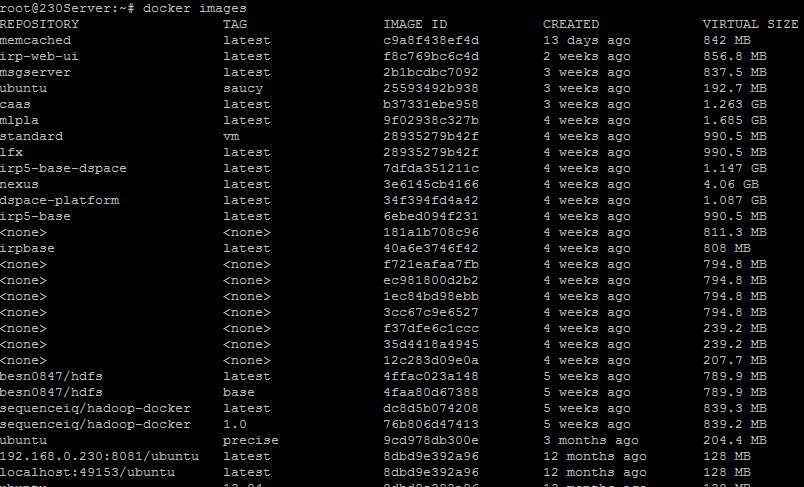 root@230Server:~# docker images
REPOSITORY TAG IMAGE ID CREATED VIRTUAL SIZE
memcached latest c9a8f438ef4d 13 days ago 842 MB
irp-web-ui latest f8c769bc6c4d 2 weeks ago 856.8 MB
msgserver latest 2b1bcdbc7092 3 weeks ago 837.5 MB
ubuntu saucy 25593492b938 3 weeks ago 192.7 MB
caas latest b37331ebe958 3 weeks ago 1.263 GB
mlpla latest 9f02938c327b 4 weeks ago 1.685 GB
standard vm 28935279b42f 4 weeks ago 990.5 MB
lfx latest 28935279b42f 4 weeks ago 990.5 MB
irp5-base-dspace latest 7dfda351211c 4 weeks ago 1.147 GB
nexus latest 3e6145cb4166 4 weeks ago 4.06 GB
dspace-platform latest 34f394fd4a42 4 weeks ago 1.087 GB
irp5-base latest 6ebed094f231 4 weeks ago 990.5 MB
<none> <none> 181a1b708c96 4 weeks ago 811.3 MB
irpbase latest 40a6e3746f42 4 weeks ago 808 MB
<none> <none> f721eafaa7fb 4 weeks ago 794.8 MB
<none> <none> ec981800d2b2 4 weeks ago 794.8 MB
<none> <none> 1ec84bd98ebb 4 weeks ago 794.8 MB
<none> <none> 3cc67c9e6527 4 weeks ago 794.8 MB
<none> <none> f37dfe6c1ccc 4 weeks ago 239.2 MB
<none> <none> 35d4418a4945 4 weeks ago 239.2 MB
<none> <none> 12c283d09e0a 4 weeks ago 207.7 MB
besn0847/hdfs latest 4ffac023a148 5 weeks ago 789.9 MB
besn0847/hdfs base 4faa80d67388 5 weeks ago 789.9 MB
sequenceiq/hadoop-docker latest dc8d5b074208 5 weeks ago 839.3 MB
sequenceiq/hadoop-docker 1.0 76b806d47413 5 weeks ago 839.2 MB
ubuntu precise 9cd978db300e 3 months ago 204.4 MB
192.168.0.230:8081/ubuntu latest 8dbd9e392a96 12 months ago 128 MB
localhost:49153/ubuntu latest 8dbd9e392a96 12 months ago 128 MB
ubuntu 12.04 8dbd9e392a96 12 months ago 128 MB